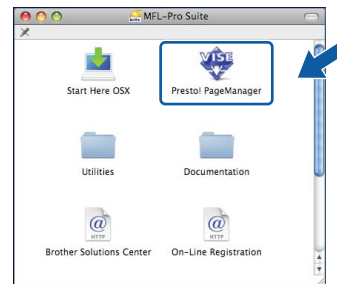 MFL-Pro Suite
VISE
Start Here OSX
Presto! PageManager
Utilities
Documentation
@
HTTP
@
HTTP
Brother Solutions Center
On-Line Registration